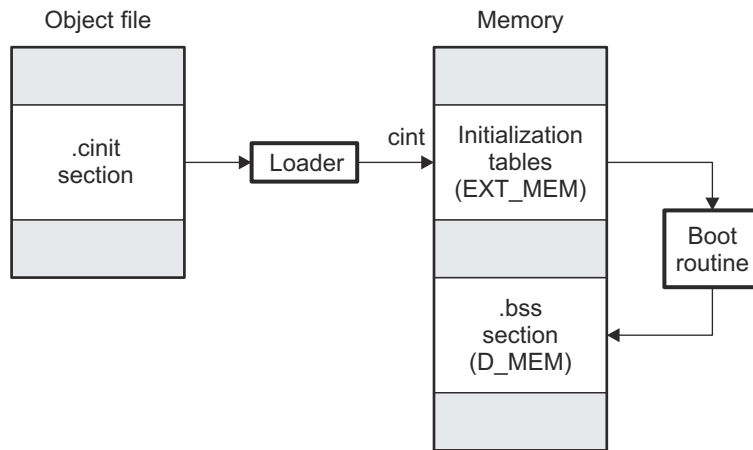 Object file
Memory
.cinit
section
Loader
cint
Initialization
tables
(EXT_MEM)
Boot
routine
.bss
section
(D_MEM)